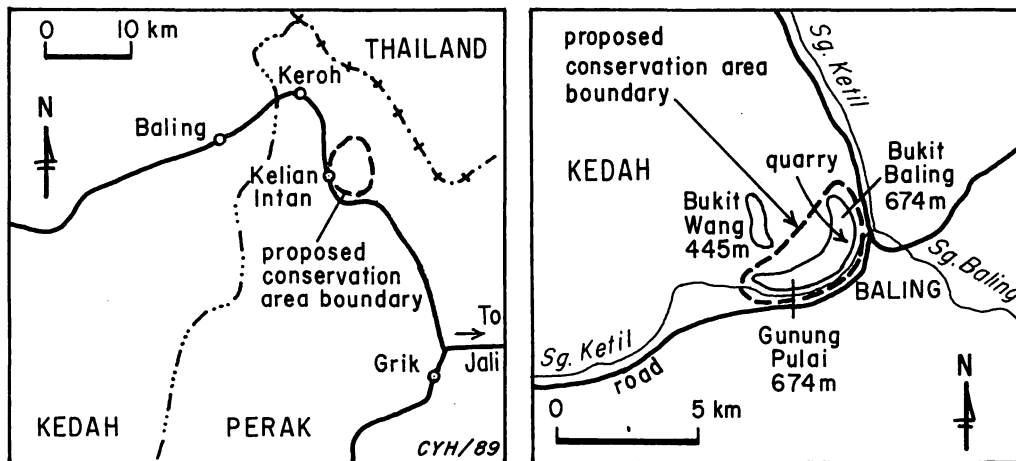 0 10 km
THAILAND
N
Keroh
Baling
Kelian
Intan
proposed
conservation
area boundary
To
Jali
Grik
KEDAH
PERAK
CYH/89
proposed
conservation area
boundary
Sg. Ketil
KEDAH
quarry
Bukit
Baling
674m
Bukit
Wang
445m
Sg. Baling
BALING
Gunung
Pulai
674m
Sg. Ketil
road
N
0 5 km